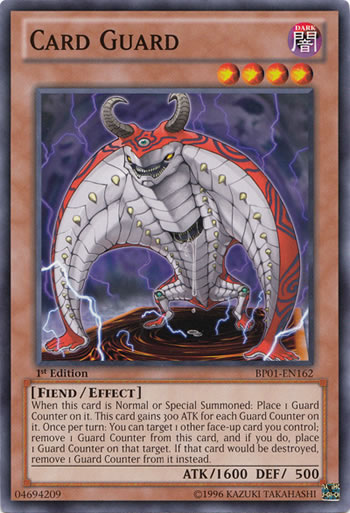 CARD GUARD
DARK
闇
1st Edition
BP01-EN162
[FIEND / EFFECT]
When this card is Normal or Special Summoned: Place 1 Guard
Counter on it. This card gains 300 ATK for each Guard Counter on
it. Once per turn: You can target 1 other face-up card you control;
remove 1 Guard Counter from this card, and if you do, place
1 Guard Counter on that target. If that card would be destroyed,
remove 1 Guard Counter from it instead.
ATK/1600 DEF/ 500
04694209
©1996 KAZUKI TAKAHASHI